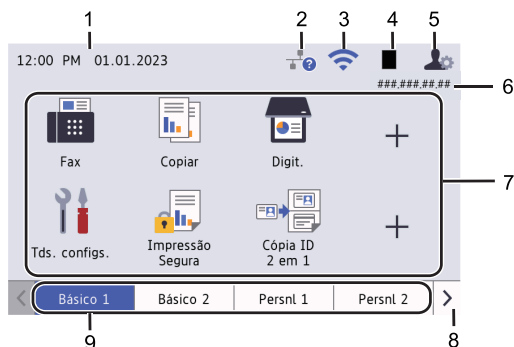 1
2
3
4
5
12:00 PM 01.01.2023
?
###.###.##.##
6
Fax
Copiar
Digit.
+
7
Tds. configs.
Impressão
Segura
Cópia ID
2 em 1
+
< Básico 1
Básico 2
Persnl 1
Persnl 2
>
9
8